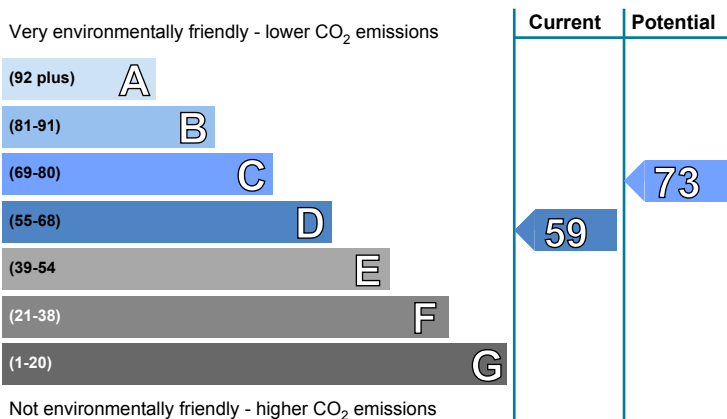 Very environmentally friendly - lower CO2 emissions
Current
Potential
(92 plus) A
(81-91) B
(69-80) C
73
(55-68) D
59
(39-54 E
(21-38) F
(1-20) G
Not environmentally friendly - higher CO2 emissions